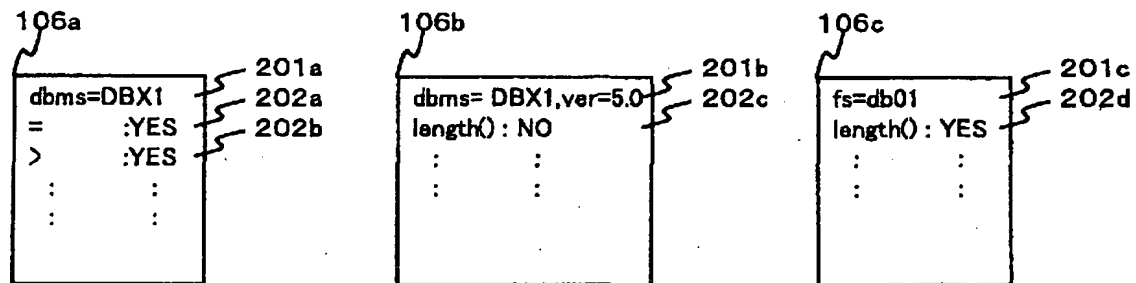 106a
201a
dbms=DBX1
202a
= :YES
202b
> :YES
: :
: :
106b
201b
dbms= DBX1,ver=5.0
202c
length() : NO
: :
: :
106c
201c
fs=db01
202d
length() : YES
: :
: :